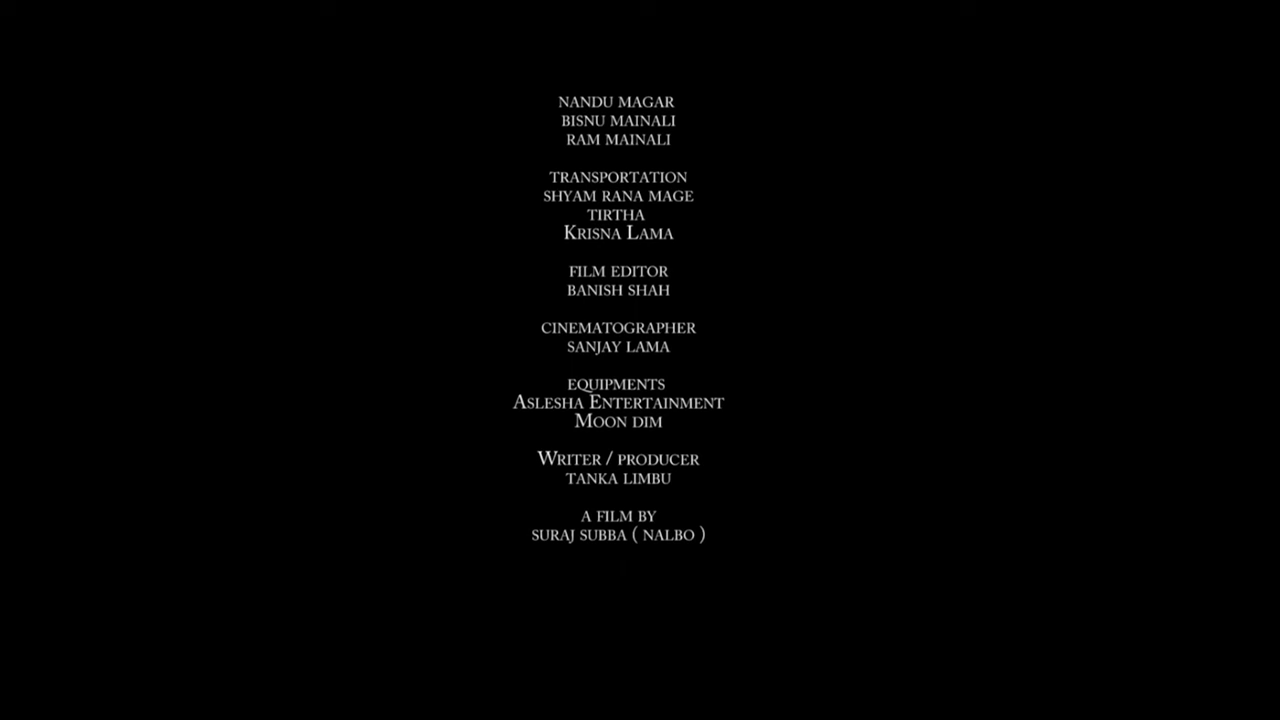 NANDU MAGAR
BISNU MAINALI
RAM MAINALI
TRANSPORTATION
SHYAM RANA MAGE
TIRTHA
KRISNA LAMA
FILM EDITOR
BANISH SHAH
CINEMATOGRAPHER
SANJAY LAMA
EQUIPMENTS
ASLESHA ENTERTAINMENT
MOON DIM
WRITER / PRODUCER
TANKA LIMBU
A FILM BY
SURAJ SUBBA ( NALBO )